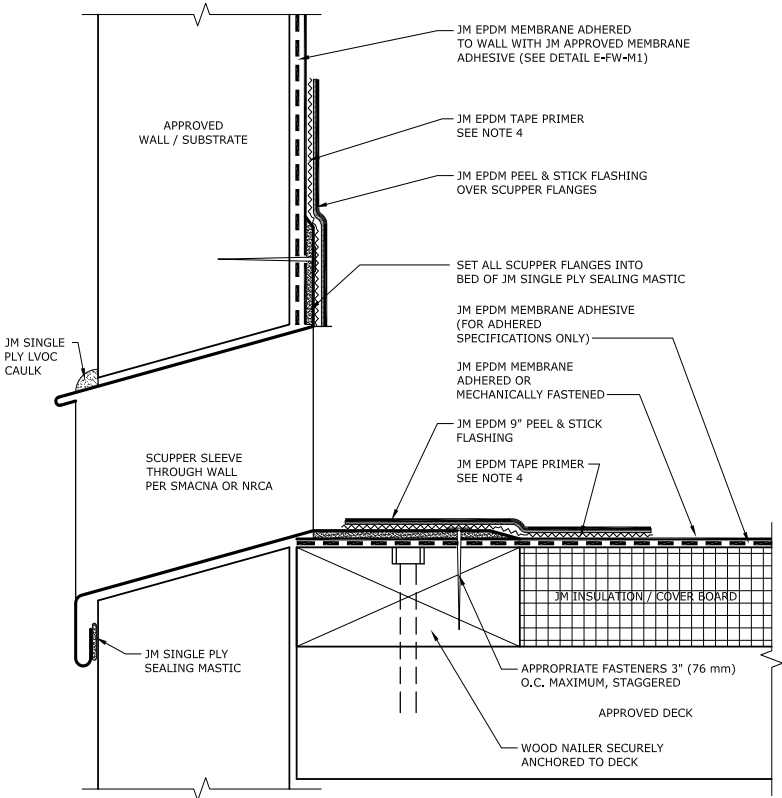 JM EPDM MEMBRANE ADHERED
TO WALL WITH JM APPROVED MEMBRANE
ADHESIVE (SEE DETAIL E-FW-M1)
APPROVED
WALL / SUBSTRATE
JM EPDM TAPE PRIMER
SEE NOTE 4
JM EPDM PEEL & STICK FLASHING
OVER SCUPPER FLANGES
SET ALL SCUPPER FLANGES INTO
BED OF JM SINGLE PLY SEALING MASTIC
JM EPDM MEMBRANE ADHESIVE
(FOR ADHERED
SPECIFICATIONS ONLY)
JM SINGLE
PLY LVOC
CAULK
JM EPDM MEMBRANE
ADHERED OR
MECHANICALLY FASTENED
JM EPDM 9" PEEL & STICK
FLASHING
SCUPPER SLEEVE
THROUGH WALL
PER SMACNA OR NRCA
JM EPDM TAPE PRIMER
SEE NOTE 4
JM INSULATION / COVER BOARD
JM SINGLE PLY
SEALING MASTIC
APPROPRIATE FASTENERS 3" (76 mm)
O.C. MAXIMUM, STAGGERED
APPROVED DECK
WOOD NAILER SECURELY
ANCHORED TO DECK